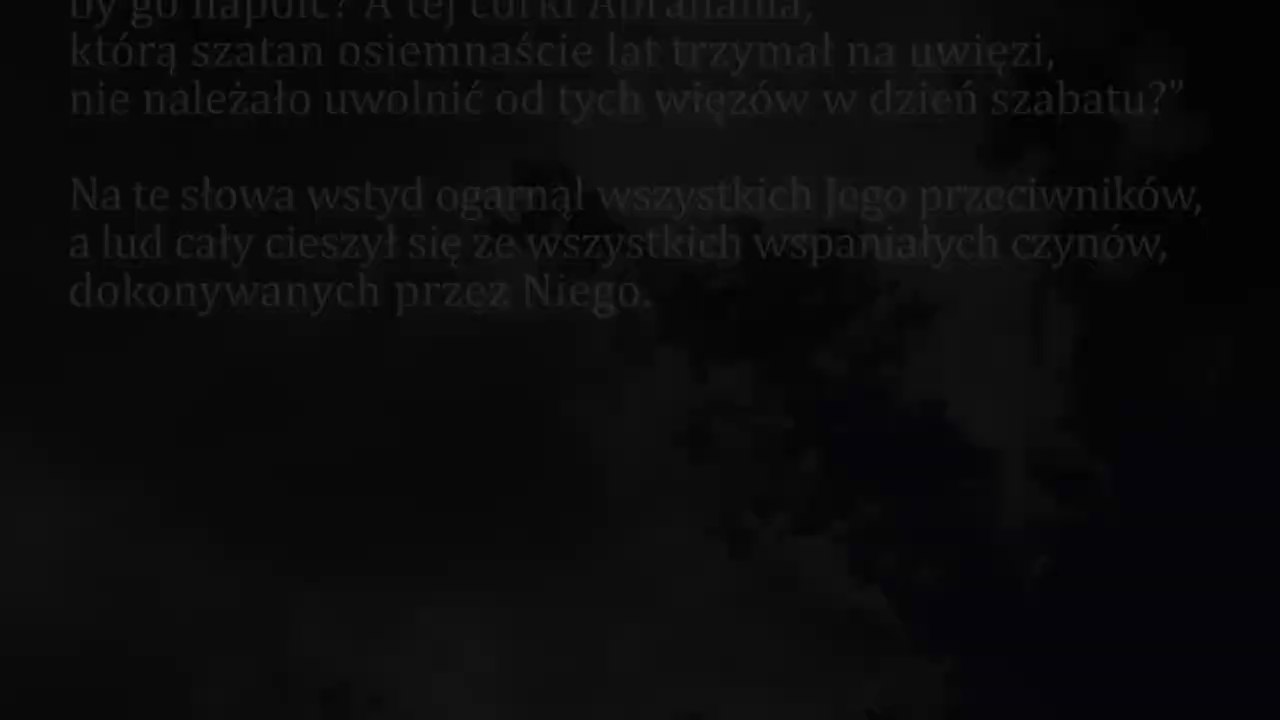 by go napoić? A tej córki Abrahama,
którą szatan osiemnaście lat trzymał na uwięzi,
nie należało uwolnić od tych więzów w dzień szabatu?”
Na te słowa wstyd ogarnął wszystkich Jego przeciwników,
a lud cały cieszył się ze wszystkich wspaniałych czynów,
dokonywanych przez Niego.